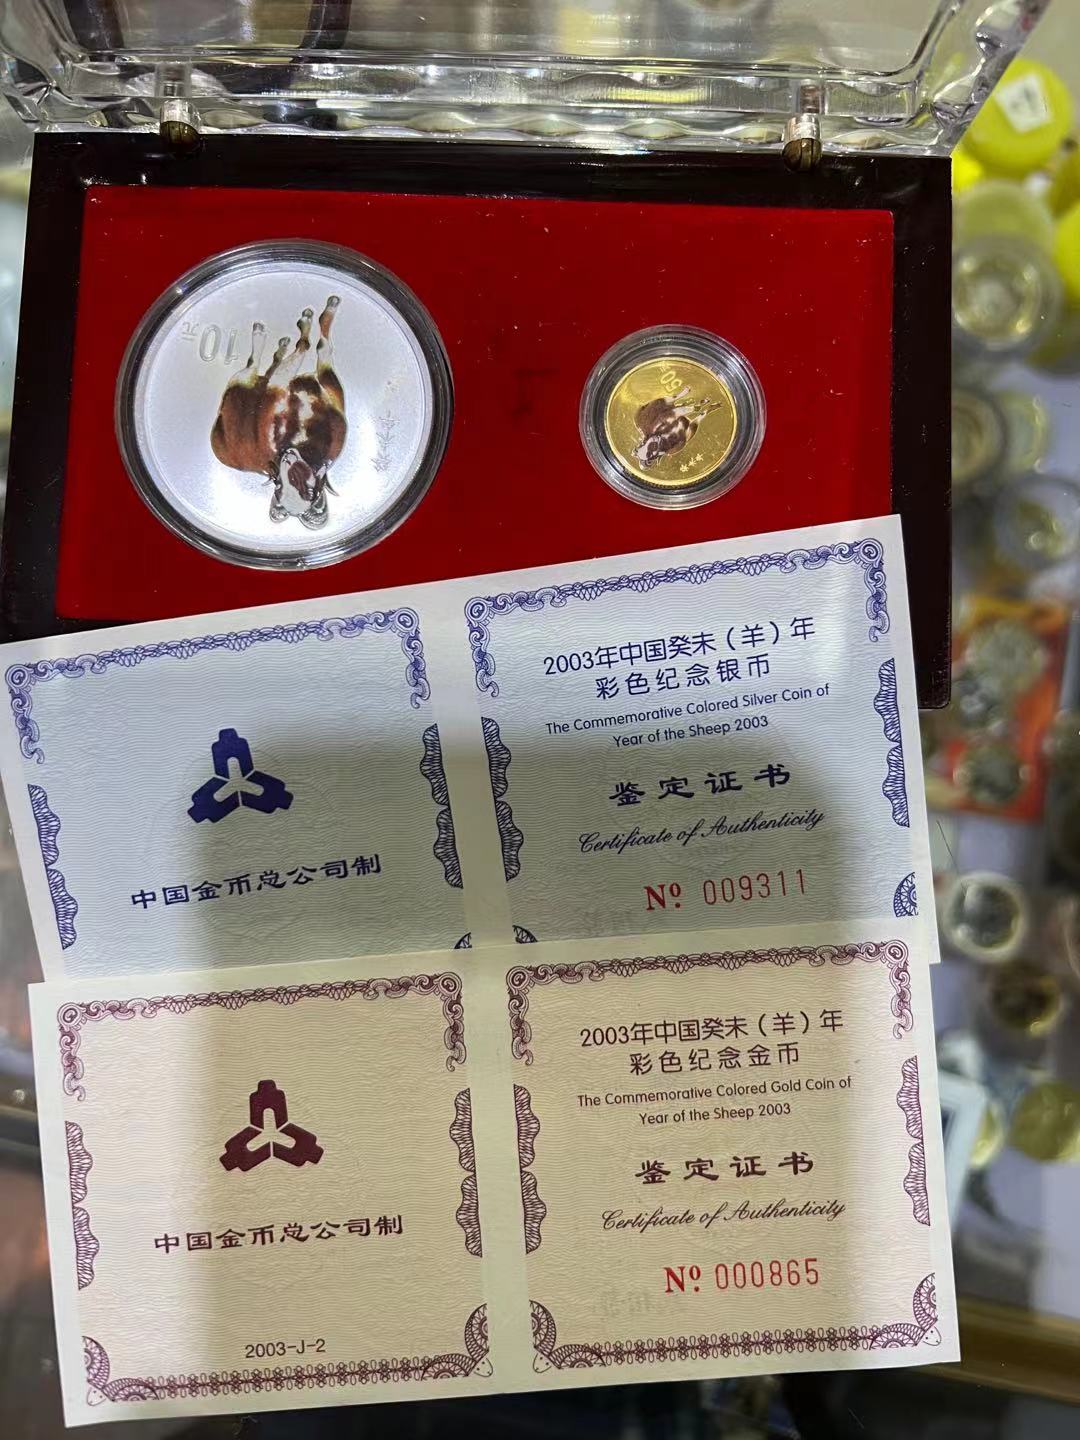 10元
50元
2003年中国癸未（羊）年
彩色纪念银币
The Commemorative Colored Silver Coin of
Year of the Sheep 2003
鉴定证书
Certificate of Authenticity
Nº 009311
中国金币总公司制
2003年中国癸未（羊）年
彩色纪念金币
The Commemorative Colored Gold Coin of
Year of the Sheep 2003
鉴定证书
Certificate of Authenticity
Nº 000865
中国金币总公司制
2003-J-2